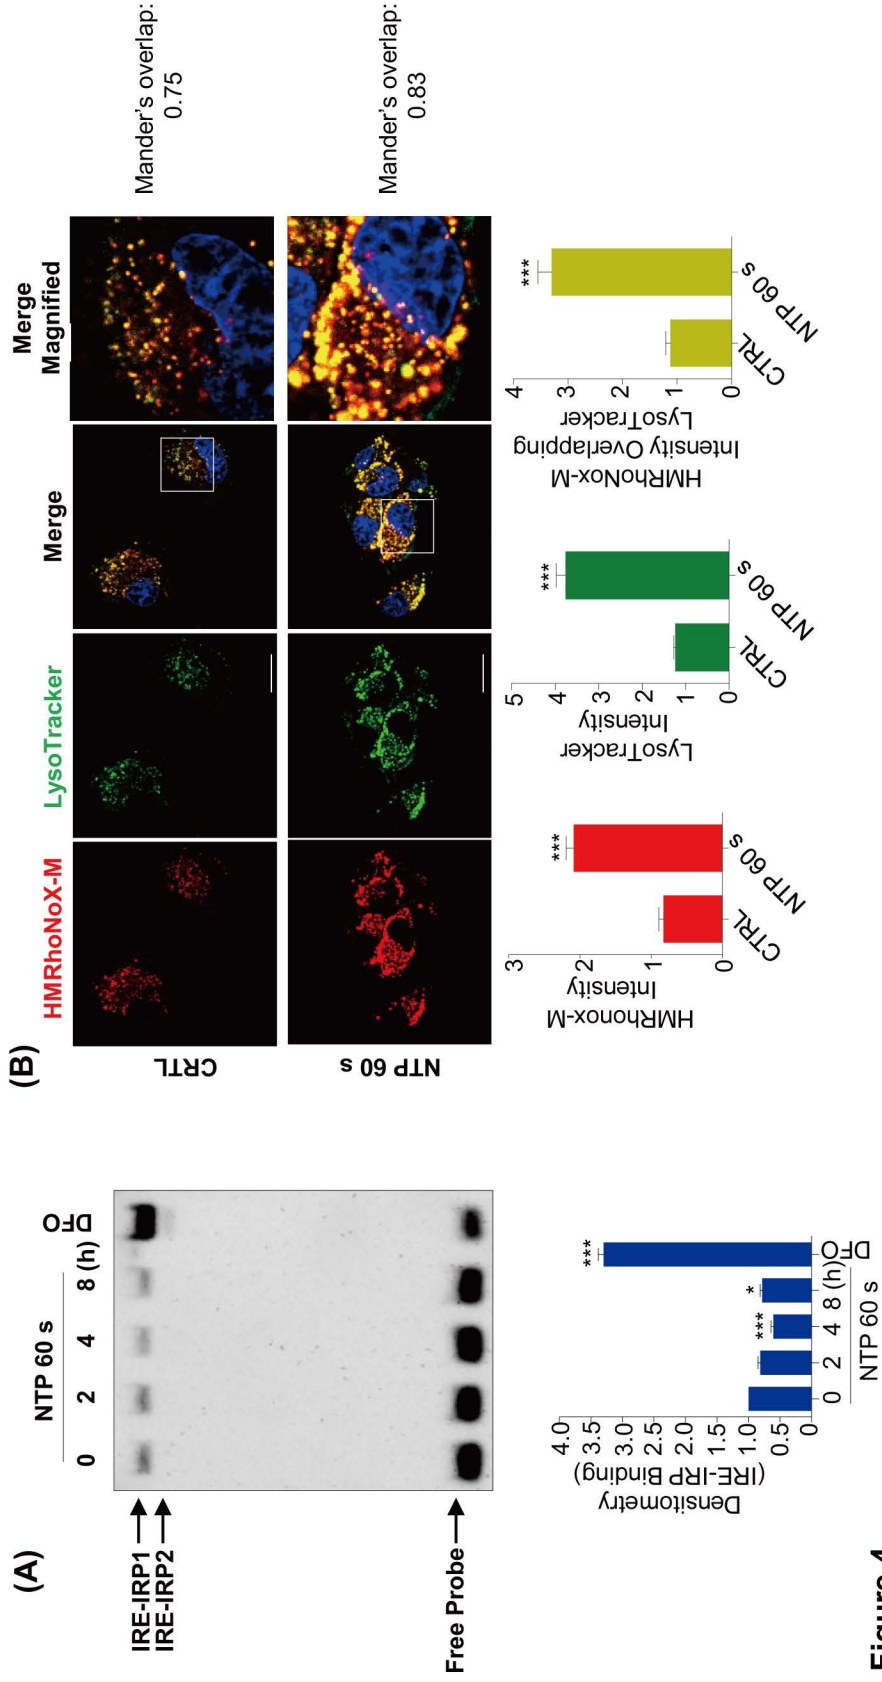 (A)
NTP 60 s
0 2 4 8 (h) DFO
IRE-IRP1
IRE-IRP2
Free Probe
Densitometry
(IRE-IRP Binding)
4.0
3.5
3.0
2.5
2.0
1.5
1.0
0.5
0
***
*
***
0 2 4 8 (h) DFO
NTP 60 s
(B)
HMRhoNoX-M
LysoTracker
Merge
Merge
Magnified
CRTL
Mander's overlap:
0.75
NTP 60 s
Mander's overlap:
0.83
HMRhonox-M
Intensity
3
2
1
0
***
CTRL
NTP 60 s
LysoTracker
Intensity
5
4
3
2
1
0
***
CTRL
NTP 60 s
HMRhoNox-M
Intensity Overlapping
LysoTracker
4
3
2
1
0
***
CTRL
NTP 60 s